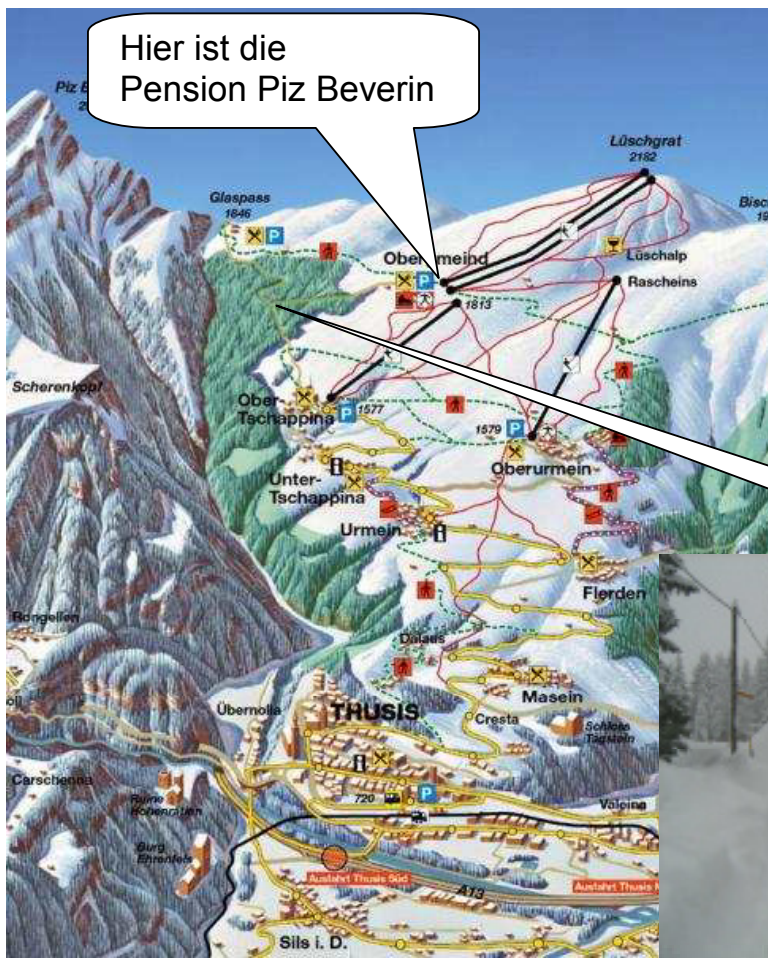 Hier ist die
Pension Piz Beverin
Piz
Lüschgrat
2182
Glaspass
1846
P
P
Lüschalp
Rascheins
1813
Scherenkopf
Ober-
Tschappina
P
1577
1579
P
Oberurmein
Unter-
Tschappina
Urmein
Flerden
Rongellen
Dalaus
Masein
Übernolla
THUSIS
Cresta
Schloss
Tagstein
Carschenna
Ruine
Hohenrätien
720
P
Valeina
Burg
Ehrenfels
Ausfahrt Thusis Süd
A13
Ausfahrt Thusis
Sils i. D.